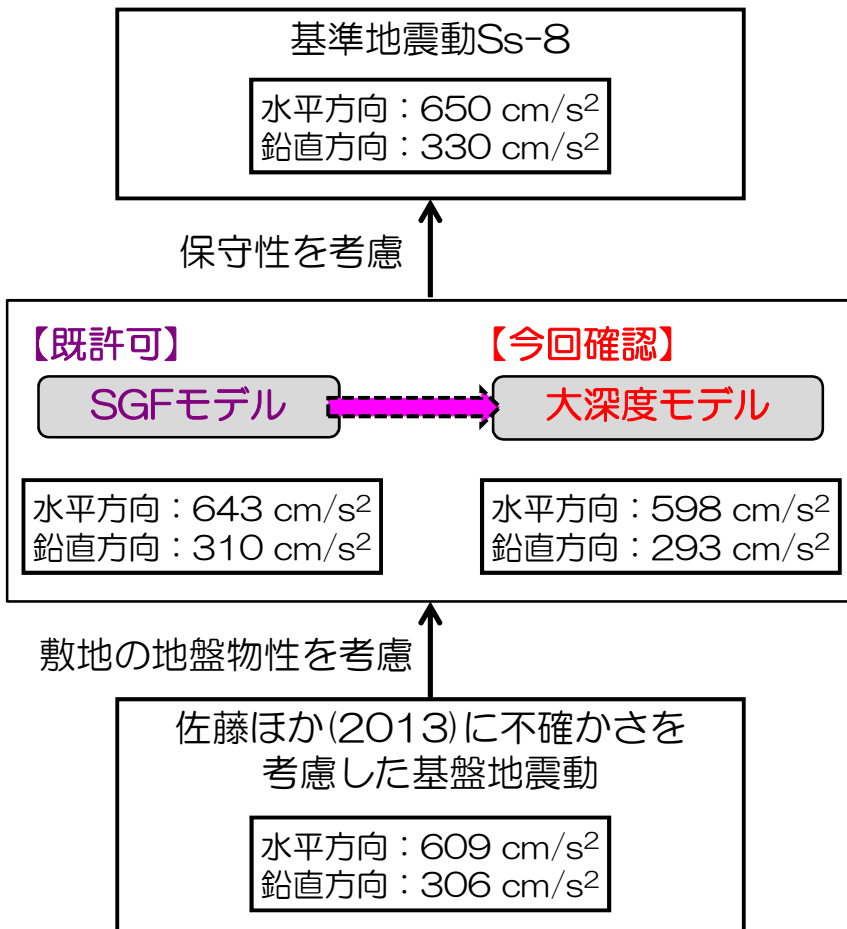 基準地震動Ss-8
水平方向：650 cm/s²
鉛直方向：330 cm/s²
保守性を考慮
【既許可】
SGFモデル
水平方向：643 cm/s²
鉛直方向：310 cm/s²
【今回確認】
大深度モデル
水平方向：598 cm/s²
鉛直方向：293 cm/s²
敷地の地盤物性を考慮
佐藤ほか(2013)に不確かさを
考慮した基盤地震動
水平方向：609 cm/s²
鉛直方向：306 cm/s²